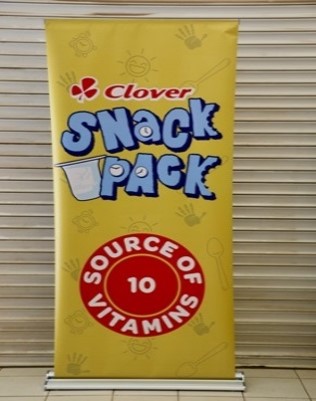 Clover
SNACK
PACK
SOURCE OF
10
VITAMINS